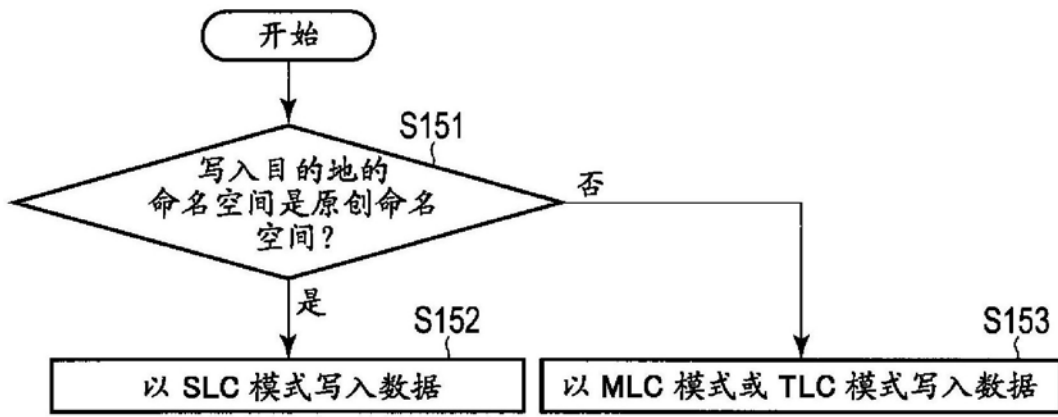 开始
S151
写入目的地的
命名空间是原创命名
空间?
否
是
S152
以 SLC 模式写入数据
S153
以 MLC 模式或 TLC 模式写入数据